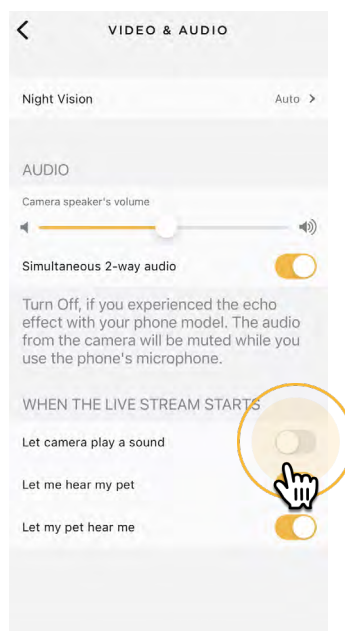 VIDEO & AUDIO
Night Vision Auto >
AUDIO
Camera speaker's volume
Simultaneous 2-way audio
Turn Off, if you experienced the echo
effect with your phone model. The audio
from the camera will be muted while you
use the phone's microphone.
WHEN THE LIVE STREAM STARTS
Let camera play a sound
Let me hear my pet
Let my pet hear me